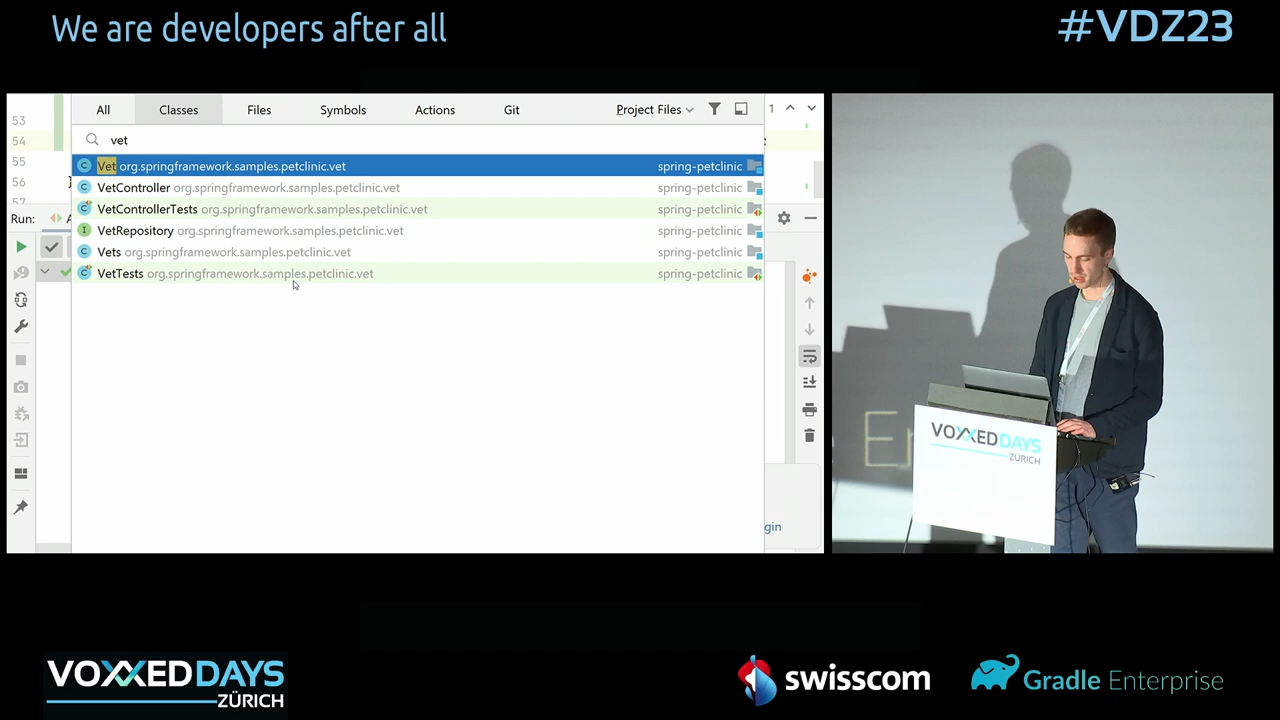 We are developers after all
#VDZ23
All Classes Files Symbols Actions Git Project Files
1
vet
53
54
55
56
57
Vet org.springframework.samples.petclinic.vet spring-petclinic
VetController org.springframework.samples.petclinic.vet spring-petclinic
VetControllerTests org.springframework.samples.petclinic.vet spring-petclinic
VetRepository org.springframework.samples.petclinic.vet spring-petclinic
Vets org.springframework.samples.petclinic.vet spring-petclinic
VetTests org.springframework.samples.petclinic.vet spring-petclinic
Run:
gin
VOXXED DAYS
ZÜRICH
VOXXED DAYS
ZÜRICH
swisscom
Gradle Enterprise